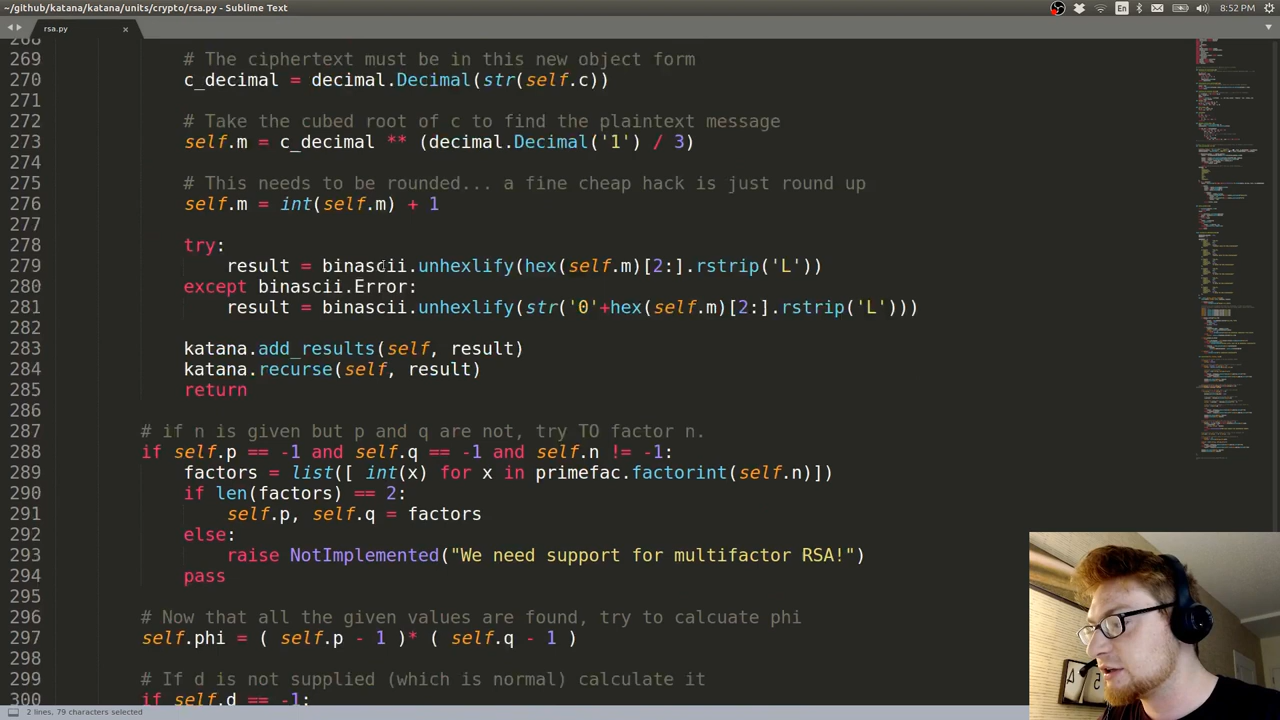 ~/github/katana/katana/units/crypto/rsa.py - Sublime Text
En
8:52 PM
rsa.py
268
269 # The ciphertext must be in this new object form
270 c_decimal = decimal.Decimal(str(self.c))
271
272 # Take the cubed root of c to find the plaintext message
273 self.m = c_decimal ** (decimal.Decimal('1') / 3)
274
275 # This needs to be rounded... a fine cheap hack is just round up
276 self.m = int(self.m) + 1
277
278 try:
279 result = binascii.unhexlify(hex(self.m)[2:].rstrip('L'))
280 except binascii.Error:
281 result = binascii.unhexlify(str('0'+hex(self.m)[2:].rstrip('L')))
282
283 katana.add_results(self, result)
284 katana.recurse(self, result)
285 return
286
287 # if n is given but p and q are not, try TO factor n.
288 if self.p == -1 and self.q == -1 and self.n != -1:
289 factors = list([ int(x) for x in primefac.factorint(self.n)])
290 if len(factors) == 2:
291 self.p, self.q = factors
292 else:
293 raise NotImplemented("We need support for multifactor RSA!")
294 pass
295
296 # Now that all the given values are found, try to calcuate phi
297 self.phi = ( self.p - 1 )* ( self.q - 1 )
298
299 # If d is not supplied (which is normal) calculate it
300 if self.d == -1:
2 lines, 79 characters selected